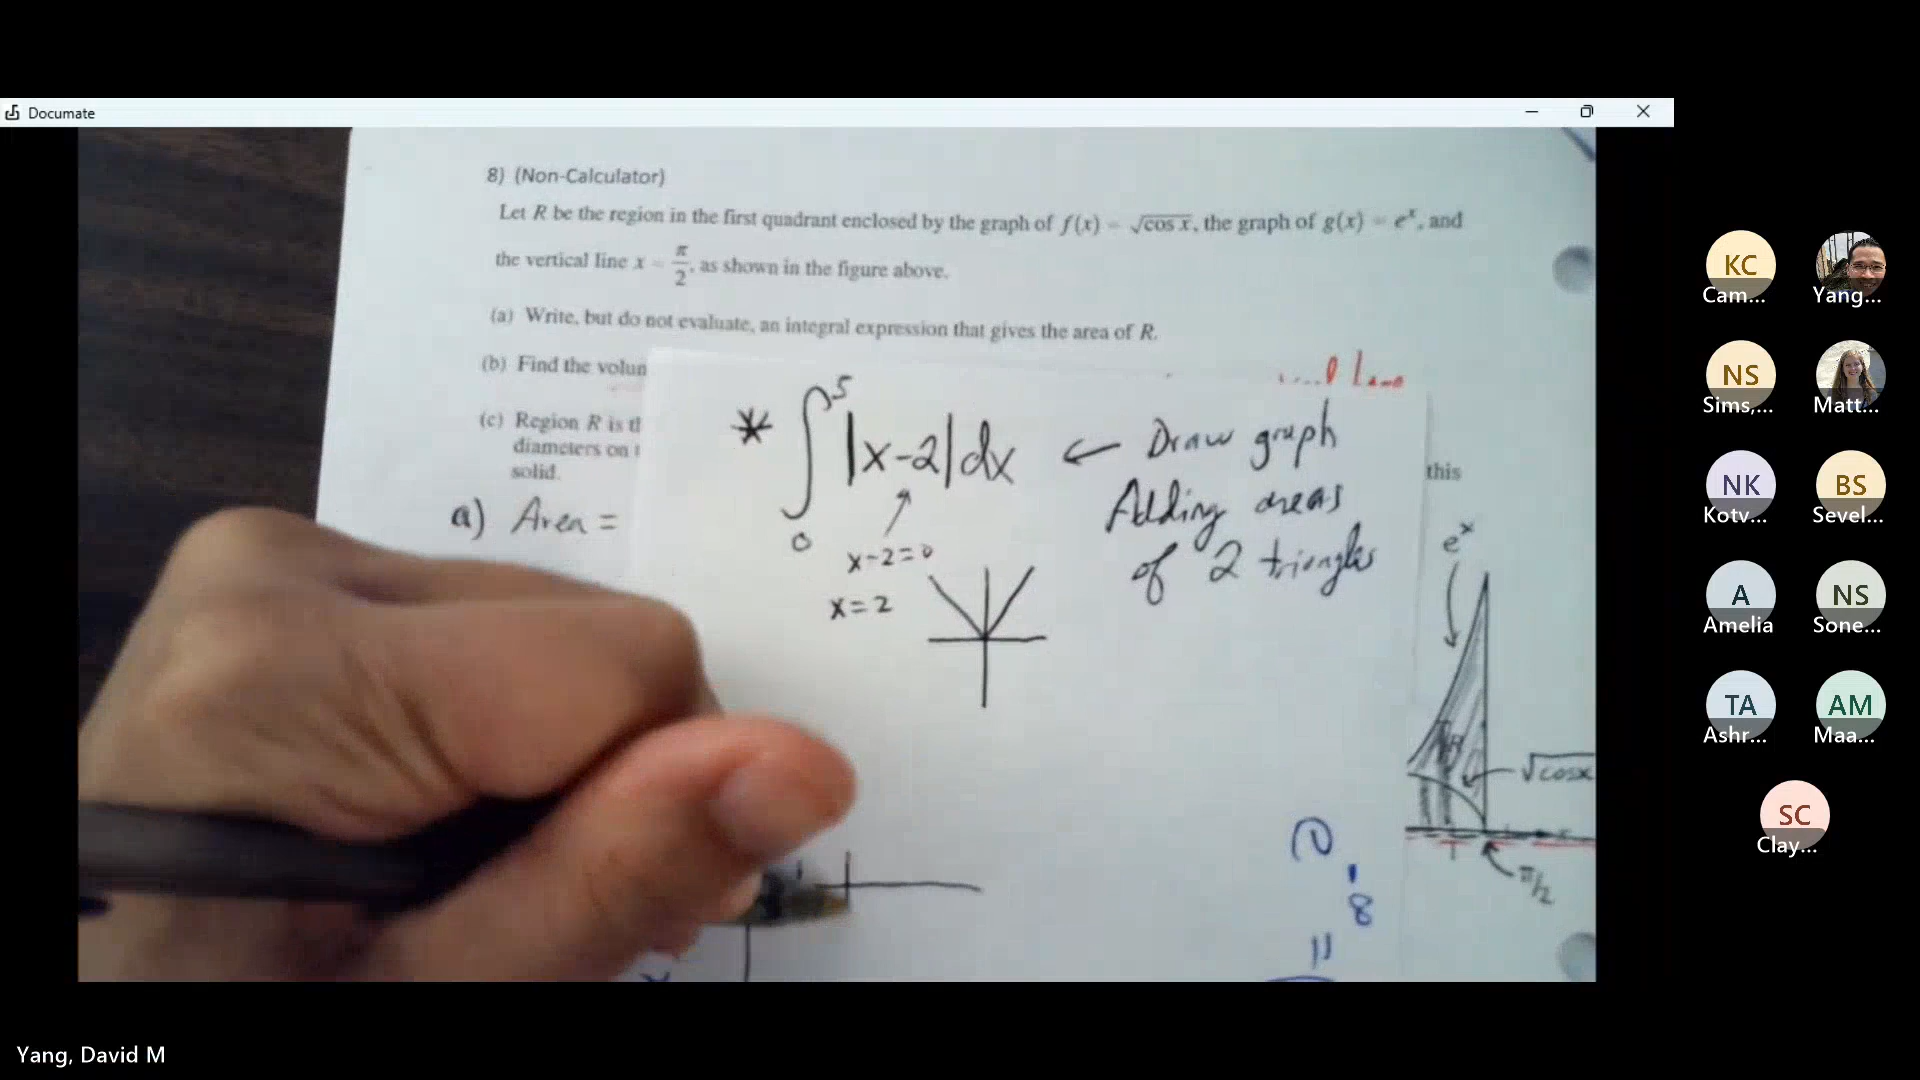 Documate
8) (Non-Calculator)
Let R be the region in the first quadrant enclosed by the graph of f(x) = √cos x, the graph of g(x) = eˣ, and
the vertical line x = π/2, as shown in the figure above.
(a) Write, but do not evaluate, an integral expression that gives the area of R.
(b) Find the volun
(c) Region R is tl
diameters on t
solid.
this
a) Area =
* ∫₀⁵ |x-2| dx ← Draw graph
Adding areas
of 2 triangles
x-2=0
x=2
eˣ
R
√cosx
π/2
8
KC
Cam...
Yang...
NS
Sims,...
Matt...
NK
Kotv...
BS
Sevel...
A
Amelia
NS
Sone...
TA
Ashr...
AM
Maa...
SC
Clay...
Yang, David M